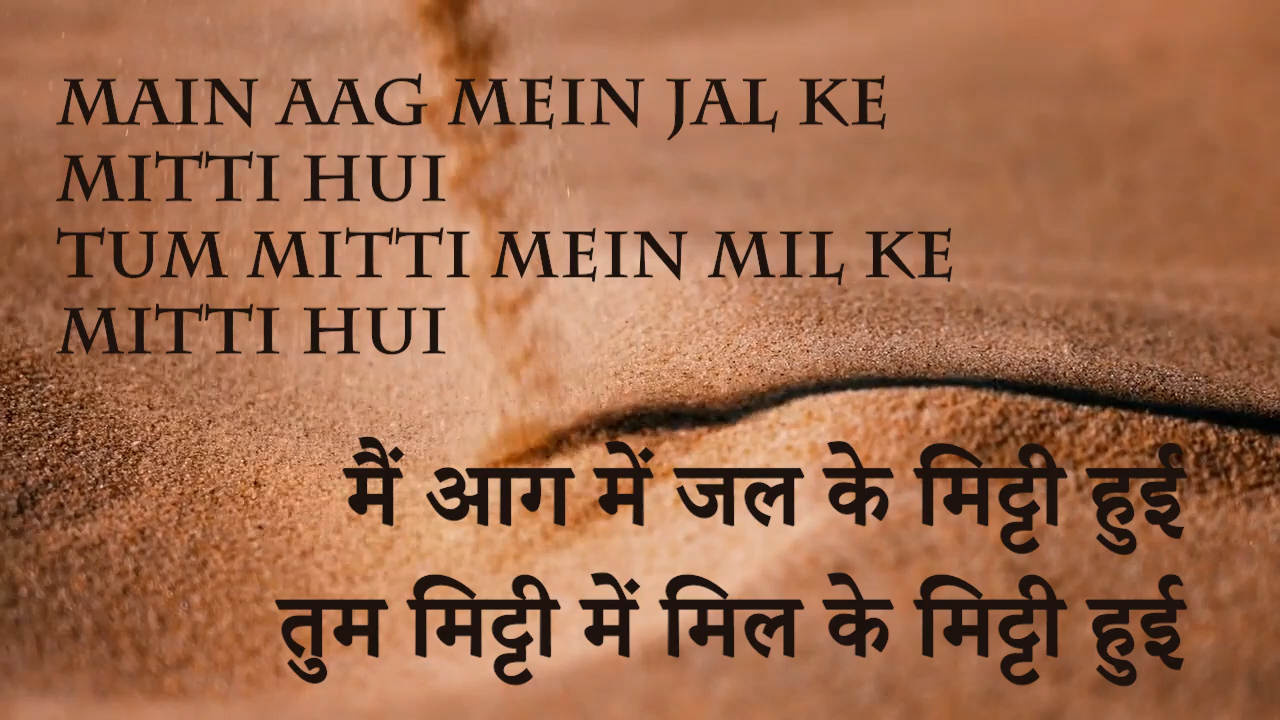 MAIN AAG MEIN JAL KE
MITTI HUI
TUM MITTI MEIN MIL KE
MITTI HUI
मैं आग में जल के मिट्टी हुई
तुम मिट्टी में मिल के मिट्टी हुई